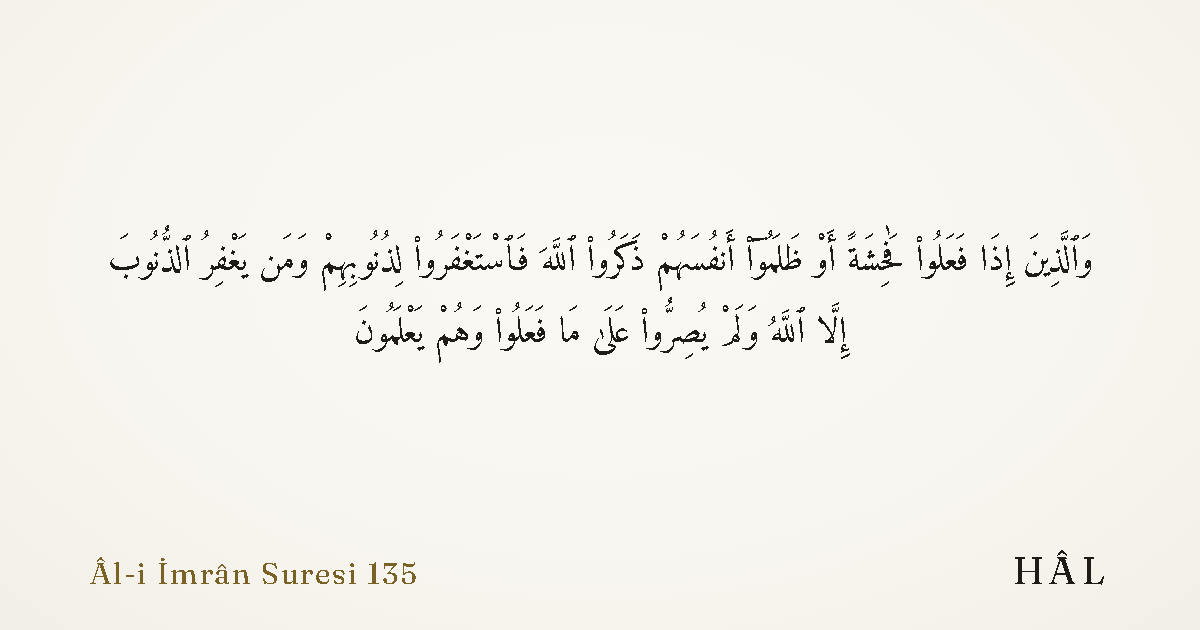 وَٱلَّذِينَ إِذَا فَعَلُوا۟ فَٰحِشَةً أَوْ ظَلَمُوٓا۟ أَنفُسَهُمْ ذَكَرُوا۟ ٱللَّهَ فَٱسْتَغْفَرُوا۟ لِذُنُوبِهِمْ وَمَن يَغْفِرُ ٱلذُّنُوبَ
إِلَّا ٱللَّهُ وَلَمْ يُصِرُّوا۟ عَلَىٰ مَا فَعَلُوا۟ وَهُمْ يَعْلَمُونَ
Âl-i İmrân Suresi 135
HÂL